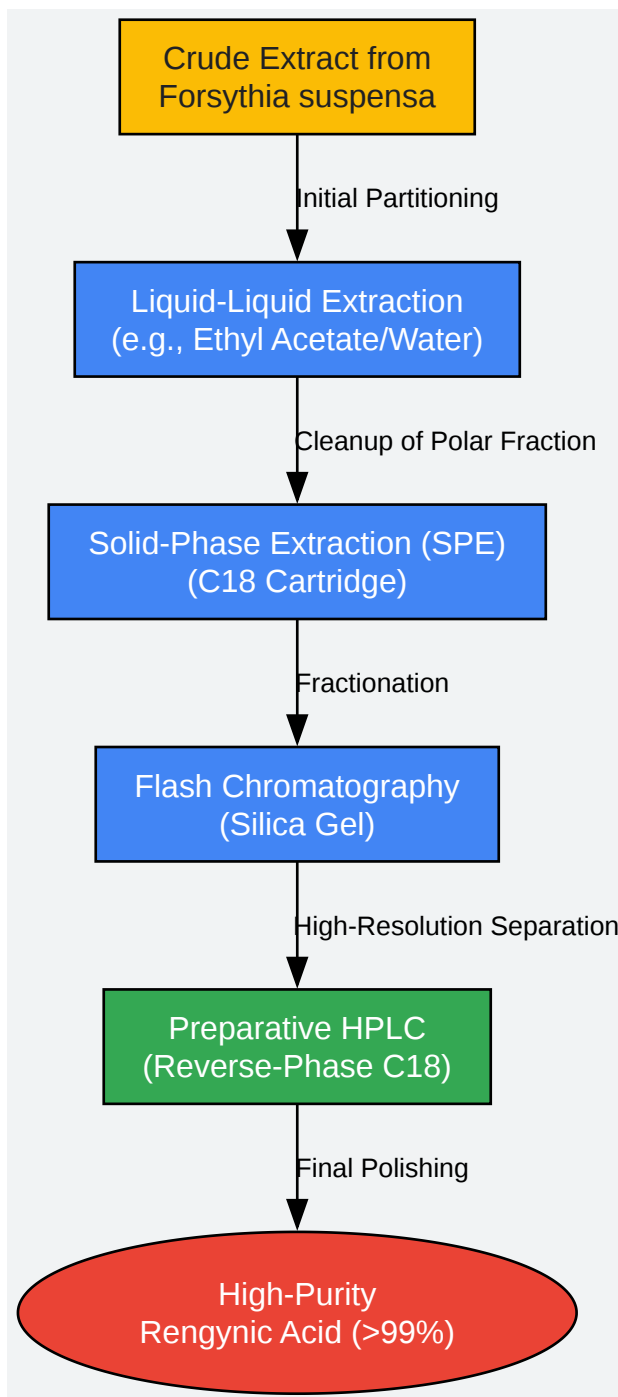 Crude Extract from
Forsythia suspensa
Initial Partitioning
Liquid-Liquid Extraction
(e.g., Ethyl Acetate/Water)
Cleanup of Polar Fraction
Solid-Phase Extraction (SPE)
(C18 Cartridge)
Fractionation
Flash Chromatography
(Silica Gel)
High-Resolution Separation
Preparative HPLC
(Reverse-Phase C18)
Final Polishing
High-Purity
Rengynic Acid (>99%)